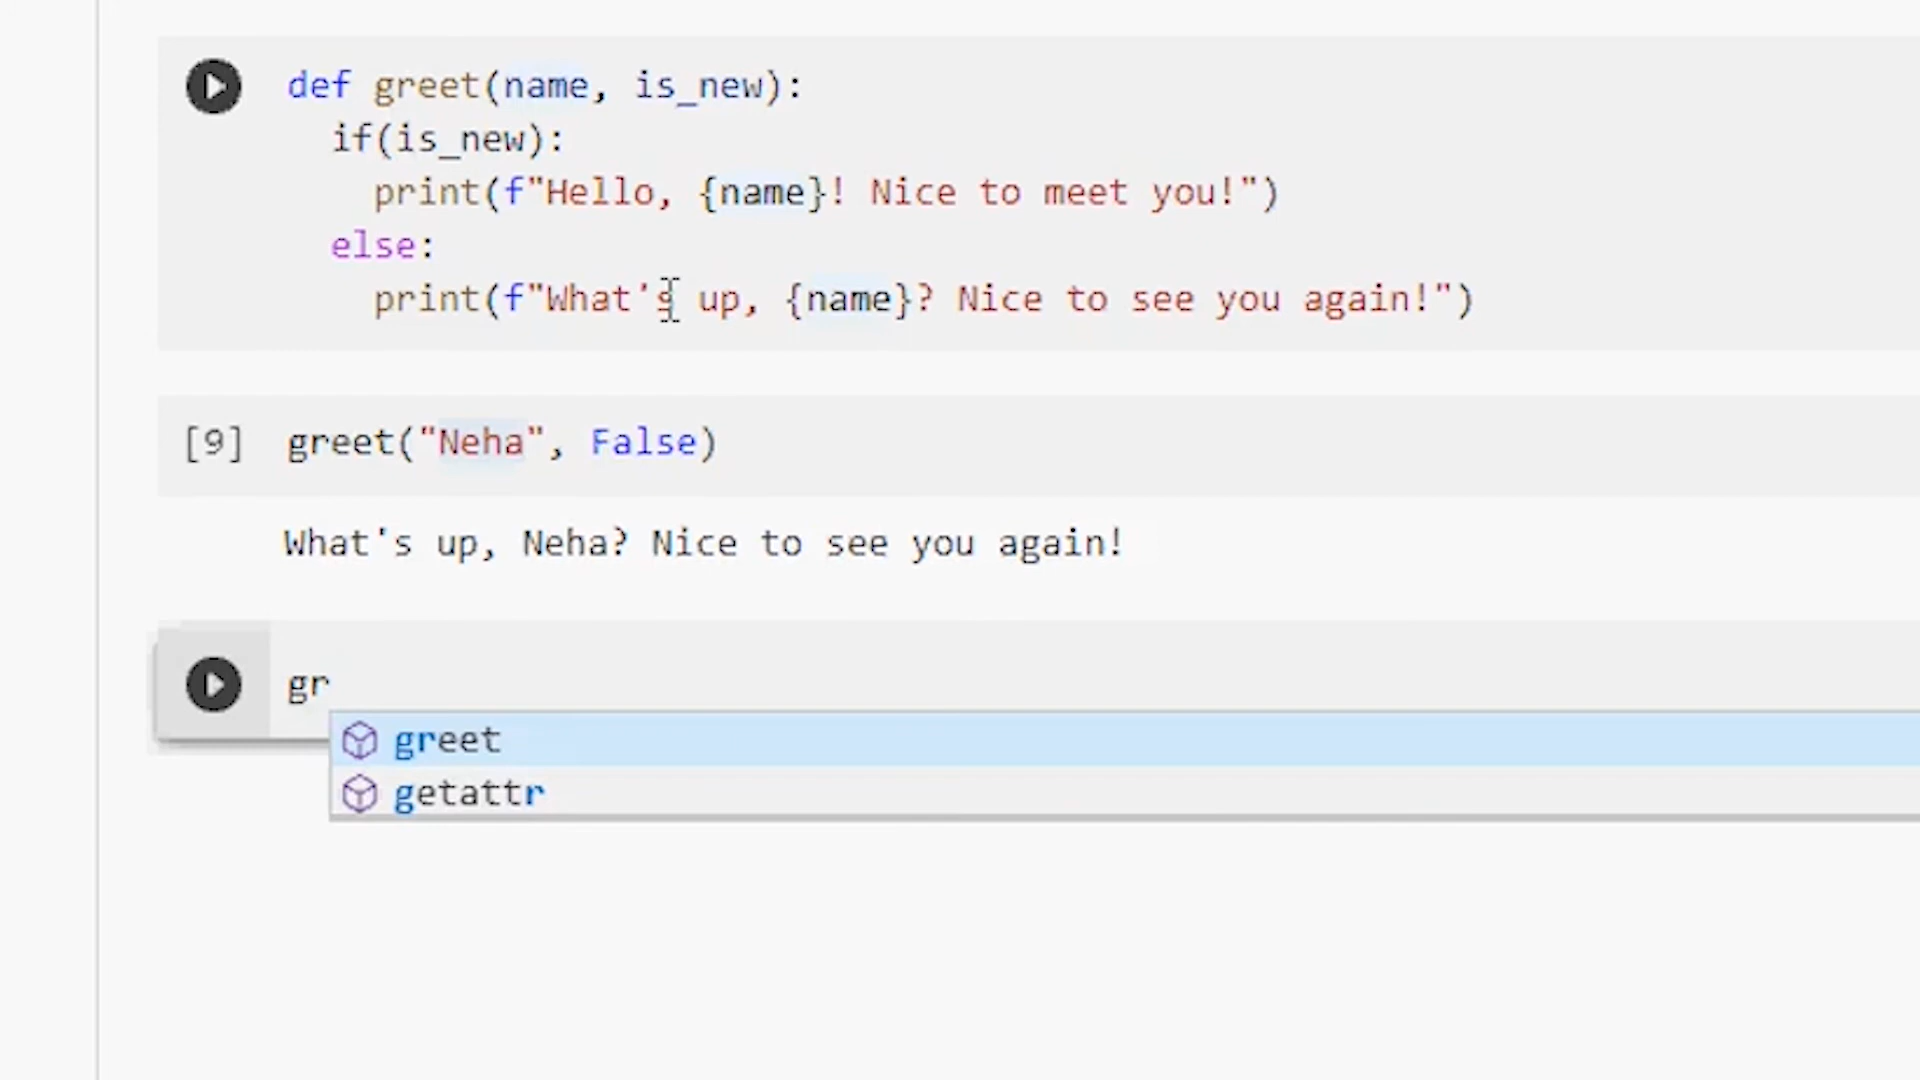 def greet(name, is_new):
if(is_new):
print(f"Hello, {name}! Nice to meet you!")
else:
print(f"What's up, {name}? Nice to see you again!")
[9] greet("Neha", False)
What's up, Neha? Nice to see you again!
gr
greet
getattr